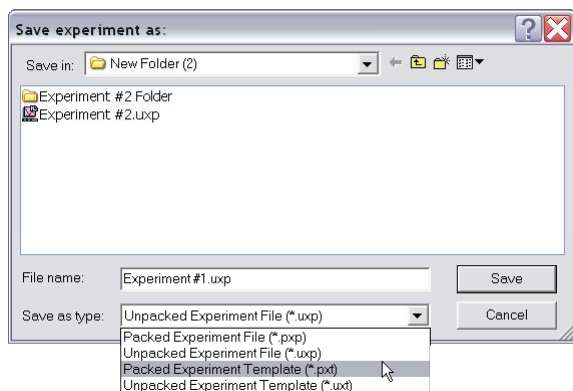 Save experiment as:
Save in: New Folder (2)
Experiment #2 Folder
Experiment #2.uxp
File name: Experiment #1.uxp Save
Save as type: Unpacked Experiment File (*.uxp) Cancel
Packed Experiment File (*.pxp)
Unpacked Experiment File (*.uxp)
Packed Experiment Template (*.pxt)
Unpacked Experiment Template (*.uxt)